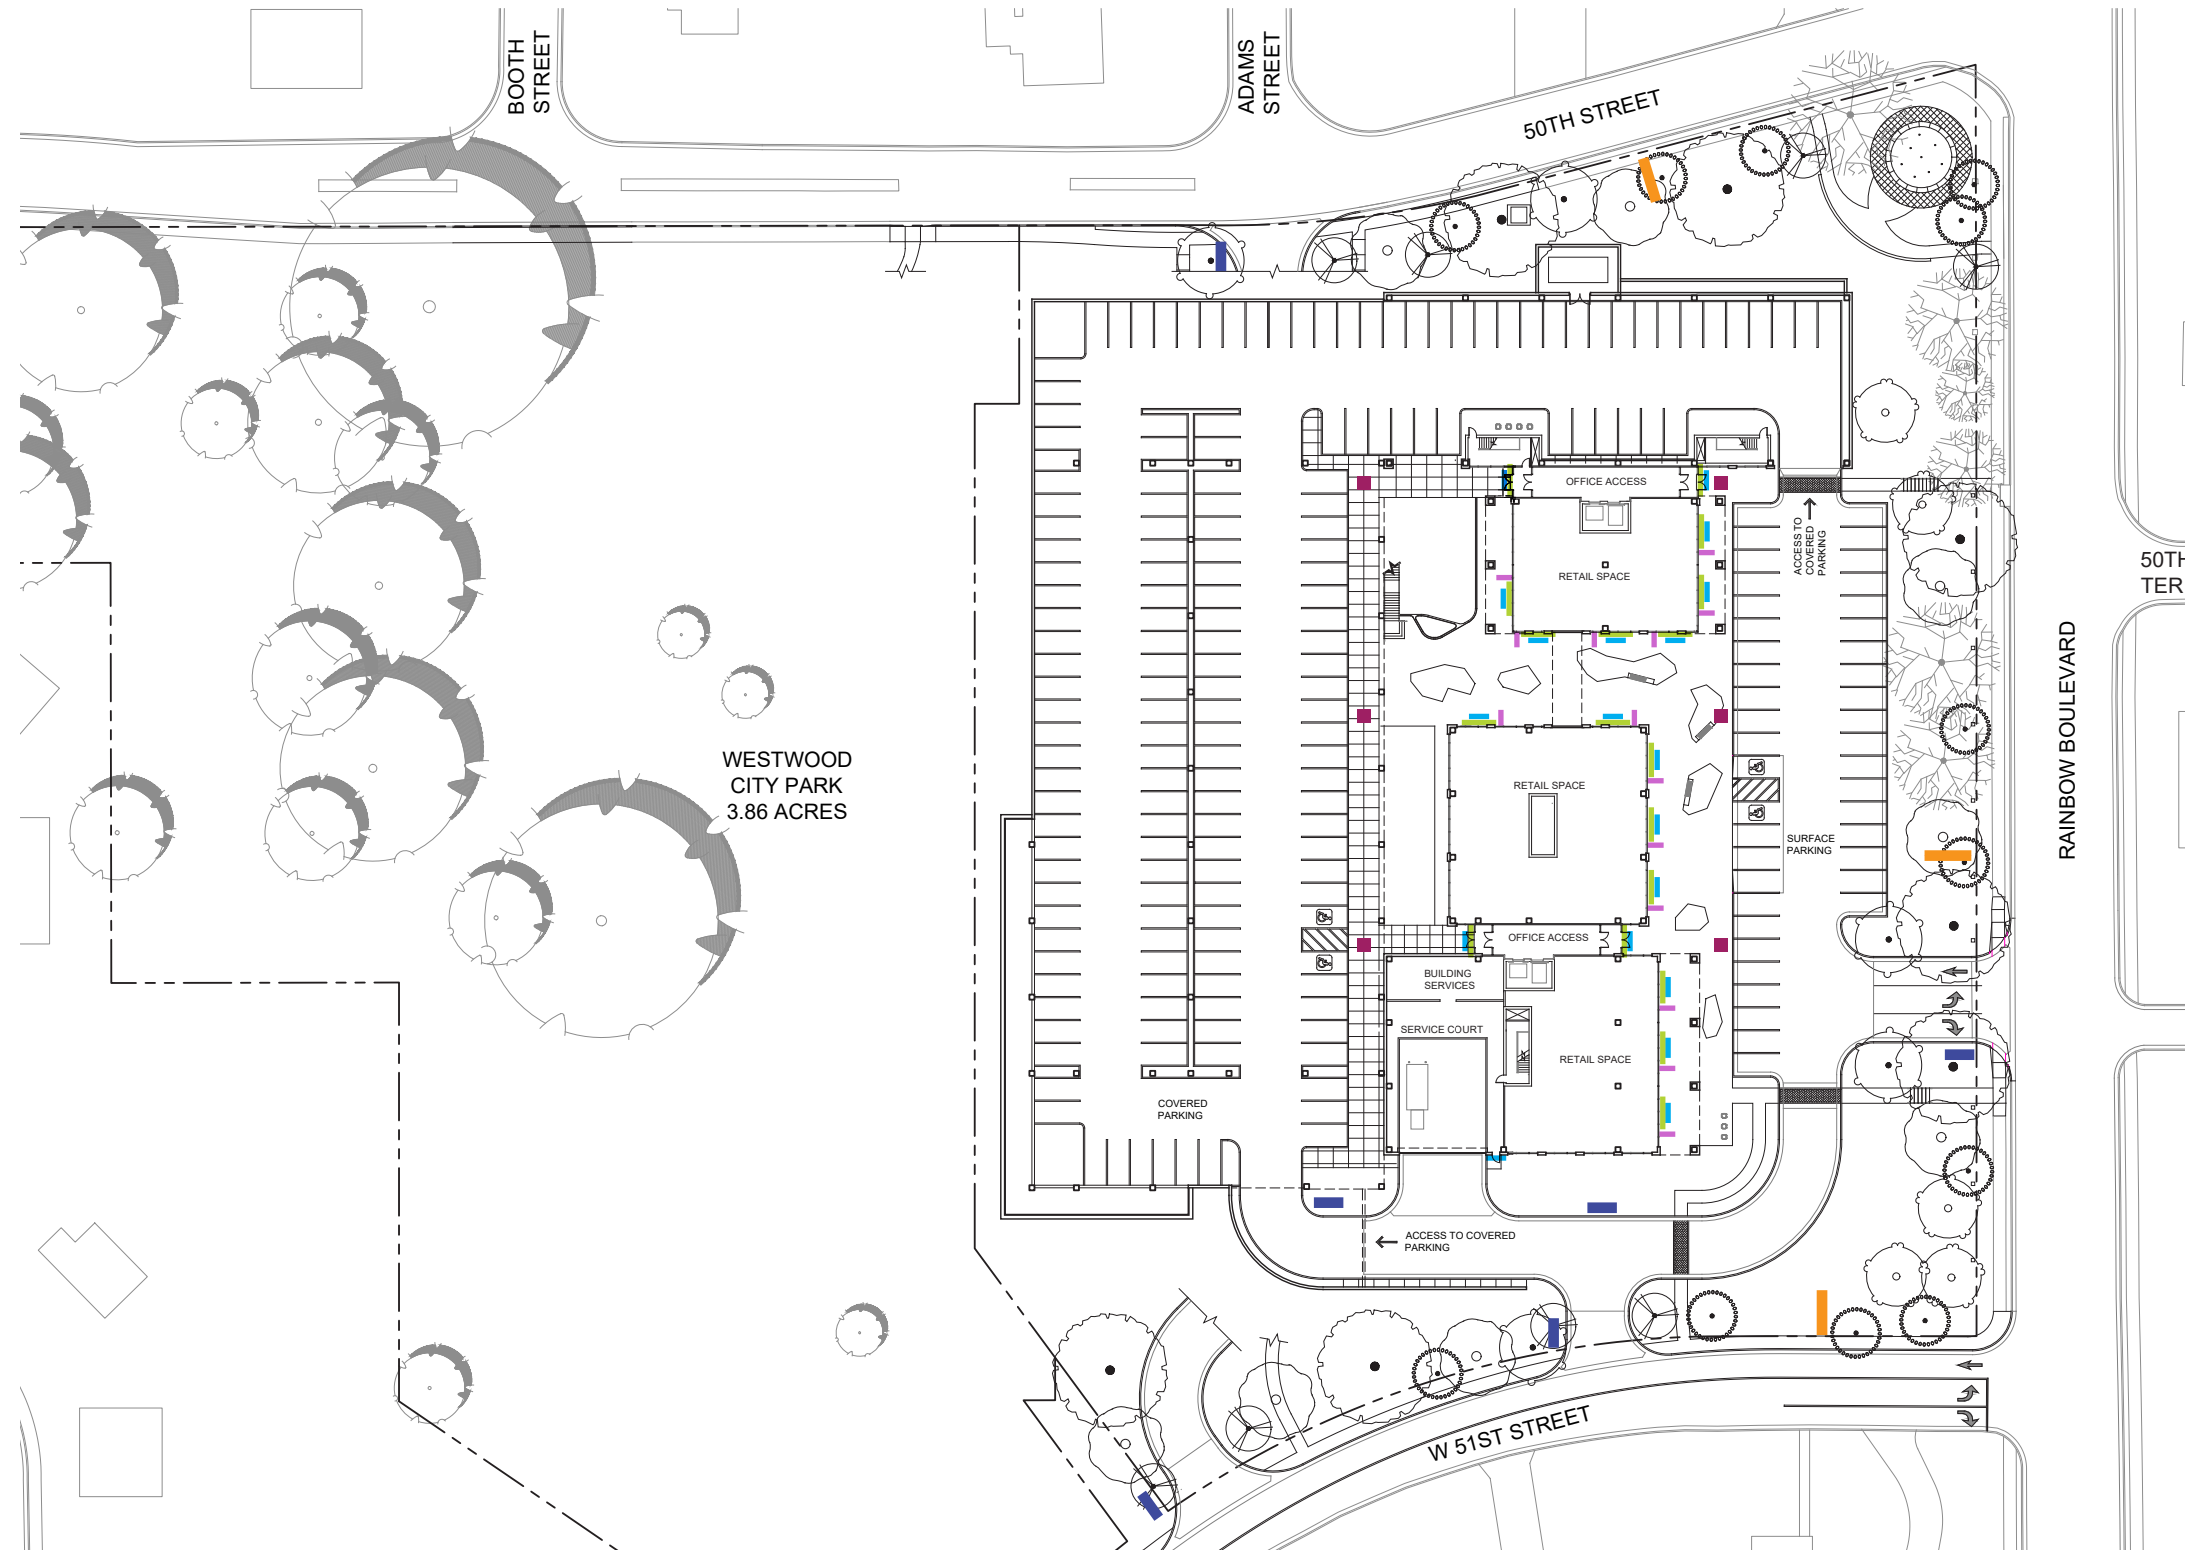 BOOTH
STREET
ADAMS
STREET
50TH STREET
OFFICE ACCESS
ACCESS TO
COVERED
PARKING
RETAIL SPACE
50TH
TER
RAINBOW BOULEVARD
WESTWOOD
CITY PARK
3.86 ACRES
RETAIL SPACE
SURFACE
PARKING
OFFICE ACCESS
BUILDING
SERVICES
SERVICE COURT
RETAIL SPACE
COVERED
PARKING
ACCESS TO COVERED
PARKING
W 51ST STREET